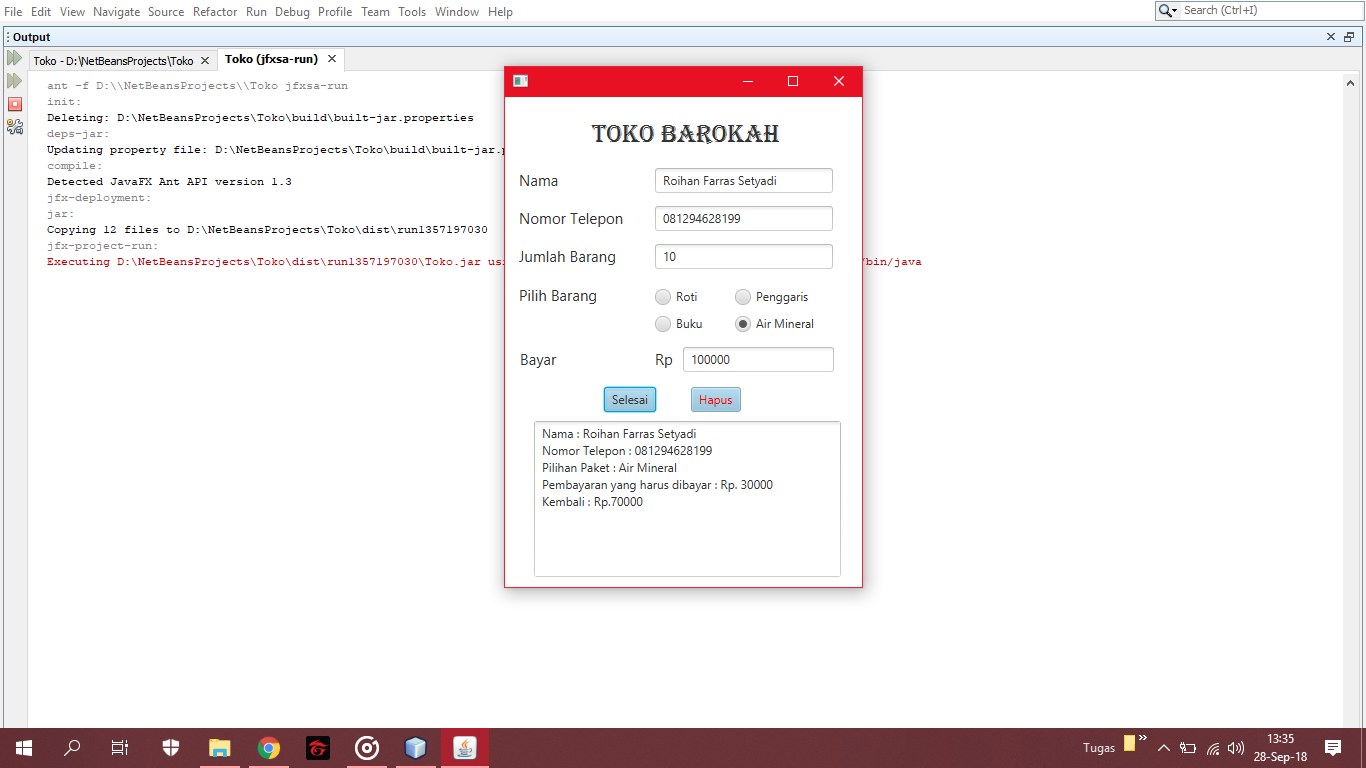 File Edit View Navigate Source Refactor Run Debug Profile Team Tools Window Help
Search (Ctrl+I)
Output
Toko - D:\NetBeansProjects\Toko
Toko (jfxsa-run)
ant -f D:\\NetBeansProjects\\Toko jfxsa-run
init:
Deleting: D:\NetBeansProjects\Toko\build\built-jar.properties
deps-jar:
Updating property file: D:\NetBeansProjects\Toko\build\built-jar.p
compile:
Detected JavaFX Ant API version 1.3
jfx-deployment:
jar:
Copying 12 files to D:\NetBeansProjects\Toko\dist\run1357197030
jfx-project-run:
Executing D:\NetBeansProjects\Toko\dist\run1357197030\Toko.jar usi
/bin/java
TOKO BAROKAH
Nama Roihan Farras Setyadi
Nomor Telepon 081294628199
Jumlah Barang 10
Pilih Barang Roti Penggaris
Buku Air Mineral
Bayar Rp 100000
Selesai Hapus
Nama : Roihan Farras Setyadi
Nomor Telepon : 081294628199
Pilihan Paket : Air Mineral
Pembayaran yang harus dibayar : Rp. 30000
Kembali : Rp.70000
Tugas
13:35
28-Sep-18